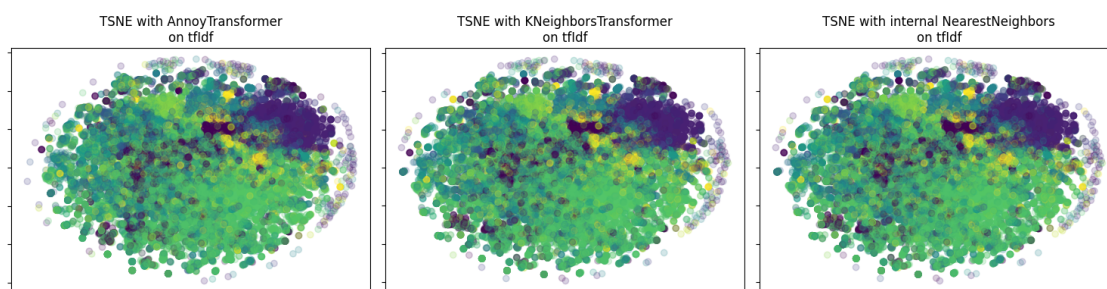 TSNE with AnnoyTransformer
on tfidf
TSNE with KNeighborsTransformer
on tfidf
TSNE with internal NearestNeighbors
on tfidf